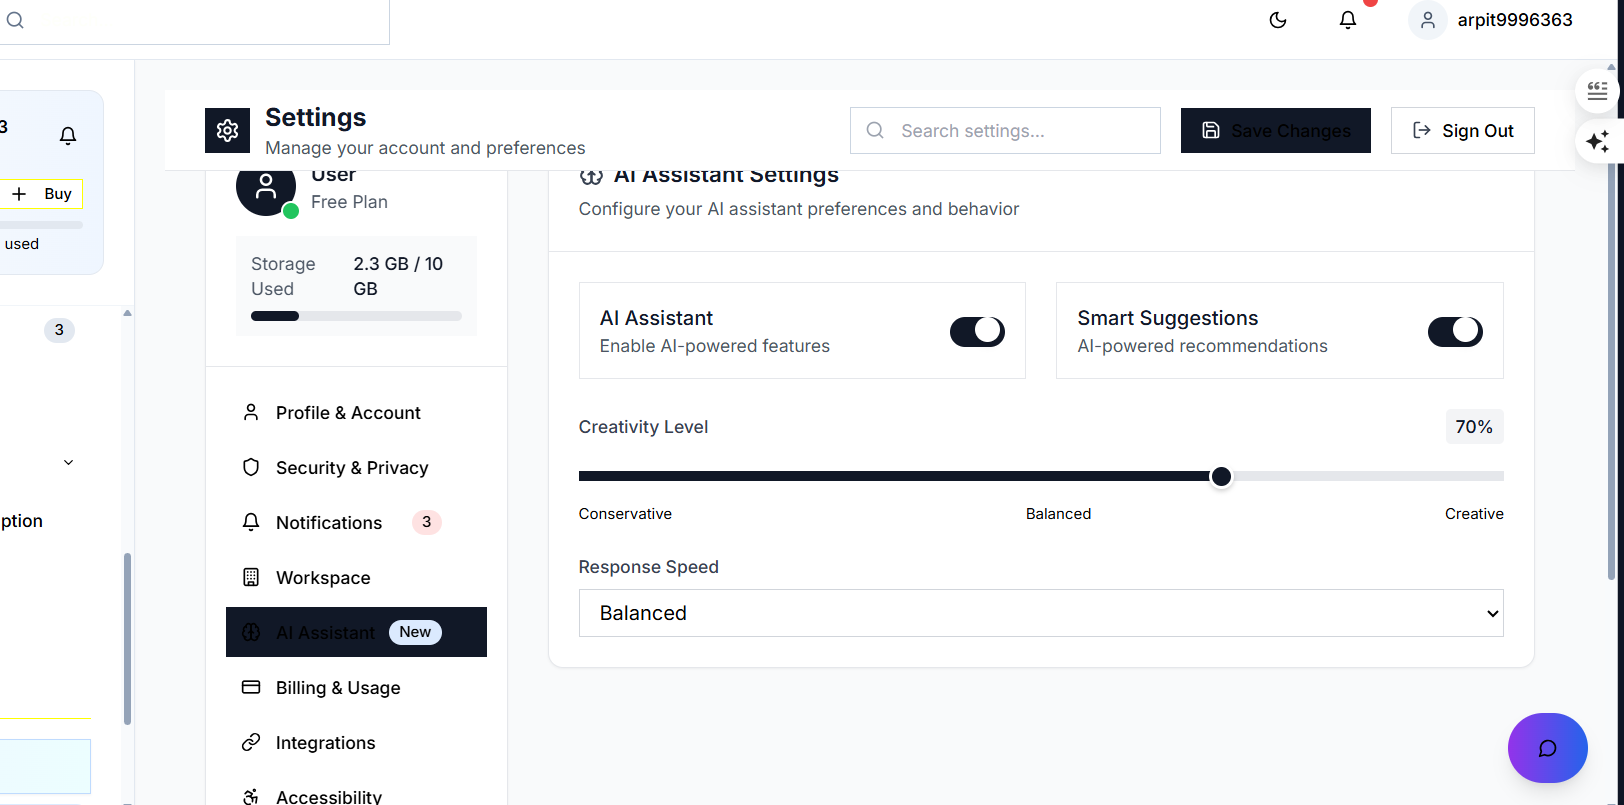 arpit9996363
3
Buy
used
3
ption
Settings
Manage your account and preferences
Search settings...
Save Changes
Sign Out
User
Free Plan
Storage Used
2.3 GB / 10 GB
Profile & Account
Security & Privacy
Notifications 3
Workspace
AI Assistant New
Billing & Usage
Integrations
Accessibility
AI Assistant Settings
Configure your AI assistant preferences and behavior
AI Assistant
Enable AI-powered features
Smart Suggestions
AI-powered recommendations
Creativity Level
70%
Conservative Balanced Creative
Response Speed
Balanced